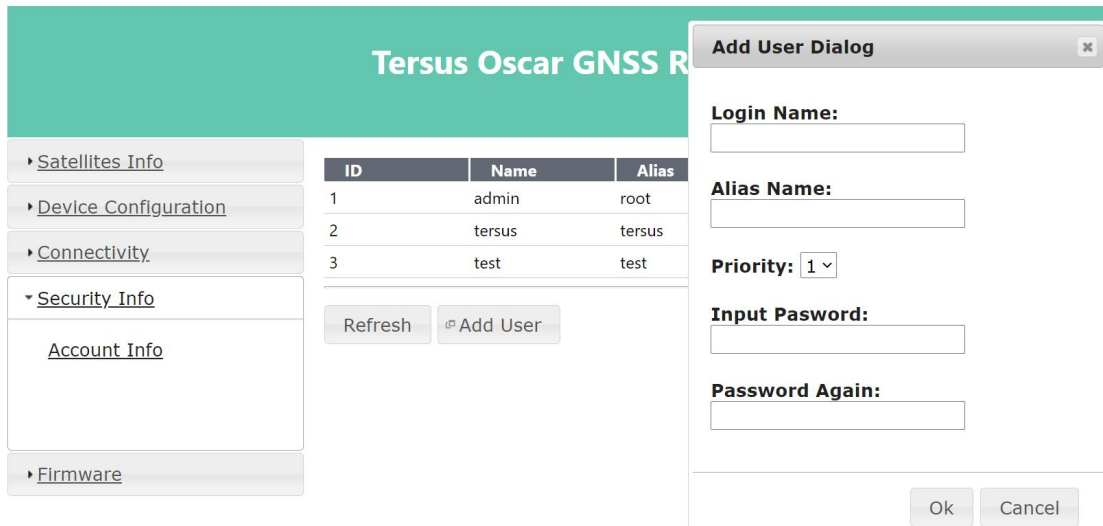 Tersus Oscar GNSS R
Satellites Info
Device Configuration
Connectivity
Security Info
Account Info
Firmware
ID Name Alias
1 admin root
2 tersus tersus
3 test test
Refresh Add User
Add User Dialog
Login Name:
Alias Name:
Priority: 1
Input Pasword:
Password Again:
Ok Cancel